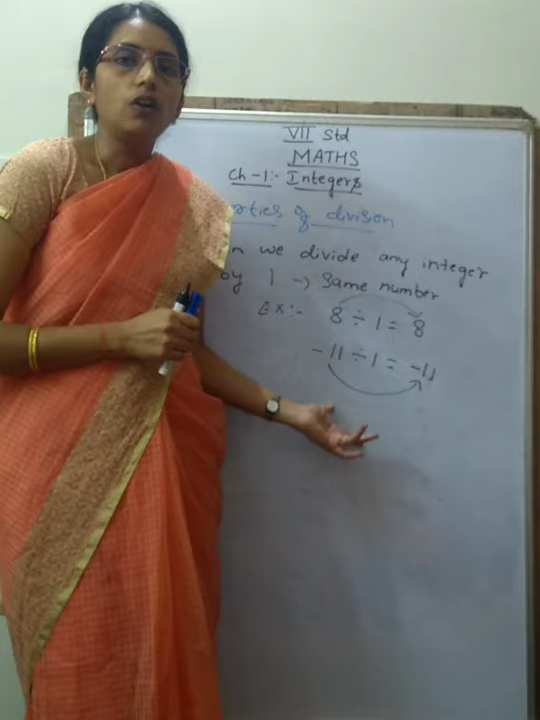 VII Std
MATHS
Ch-1:- Integers
of division
we divide any integer
by 1 → Same number
Ex:- 8 ÷ 1 = 8
-11 ÷ 1 = -11